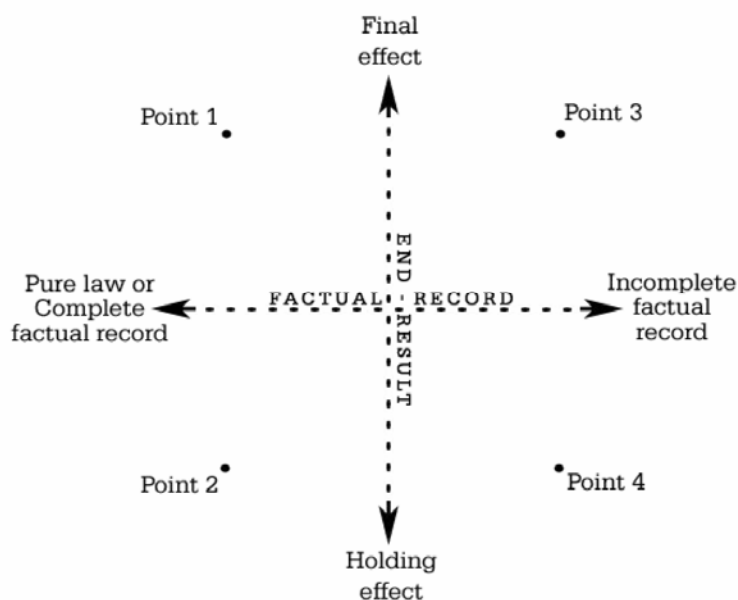 Final
effect
Point 1
Point 3
END RESULT
Pure law or
Complete
factual record
FACTUAL RECORD
Incomplete
factual
record
Point 2
Point 4
Holding
effect